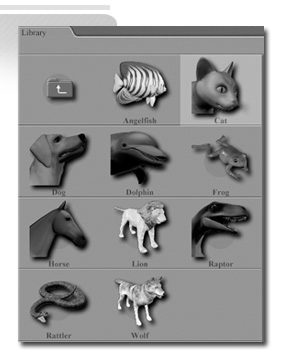 Library
Angelfish
Cat
Dog
Dolphin
Frog
Horse
Lion
Raptor
Rattler
Wolf